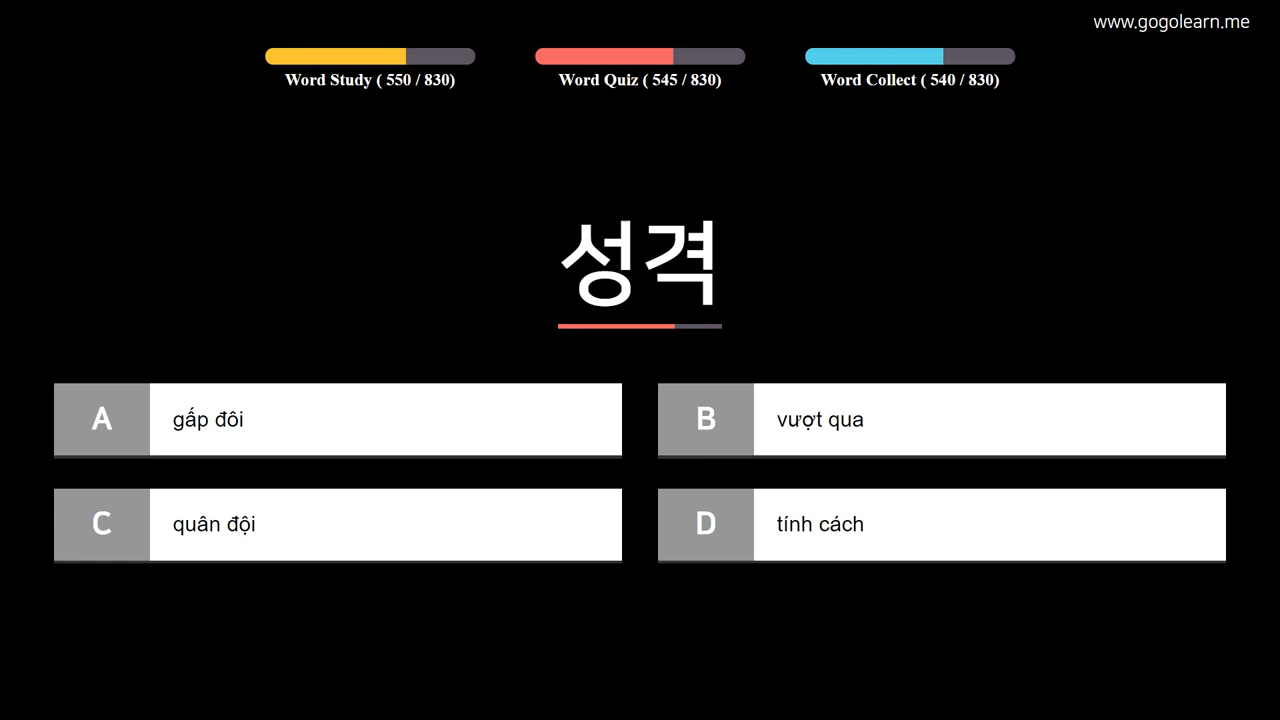 www.gogolearn.me
Word Study ( 550 / 830)
Word Quiz ( 545 / 830)
Word Collect ( 540 / 830)
성격
A
gấp đôi
B
vượt qua
C
quân đội
D
tính cách